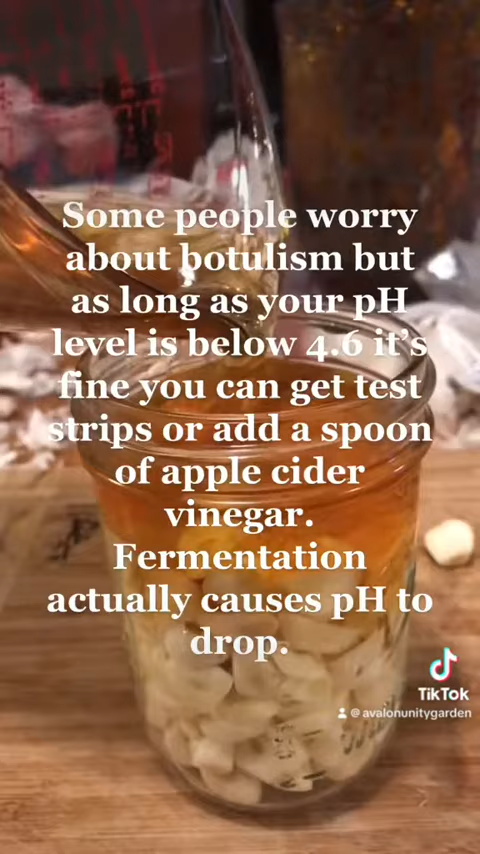 Some people worry
about botulism but
as long as your pH
level is below 4.6 it's
fine you can get test
strips or add a spoon
of apple cider
vinegar.
Fermentation
actually causes pH to
drop.
TikTok
@ avalonunitygarden